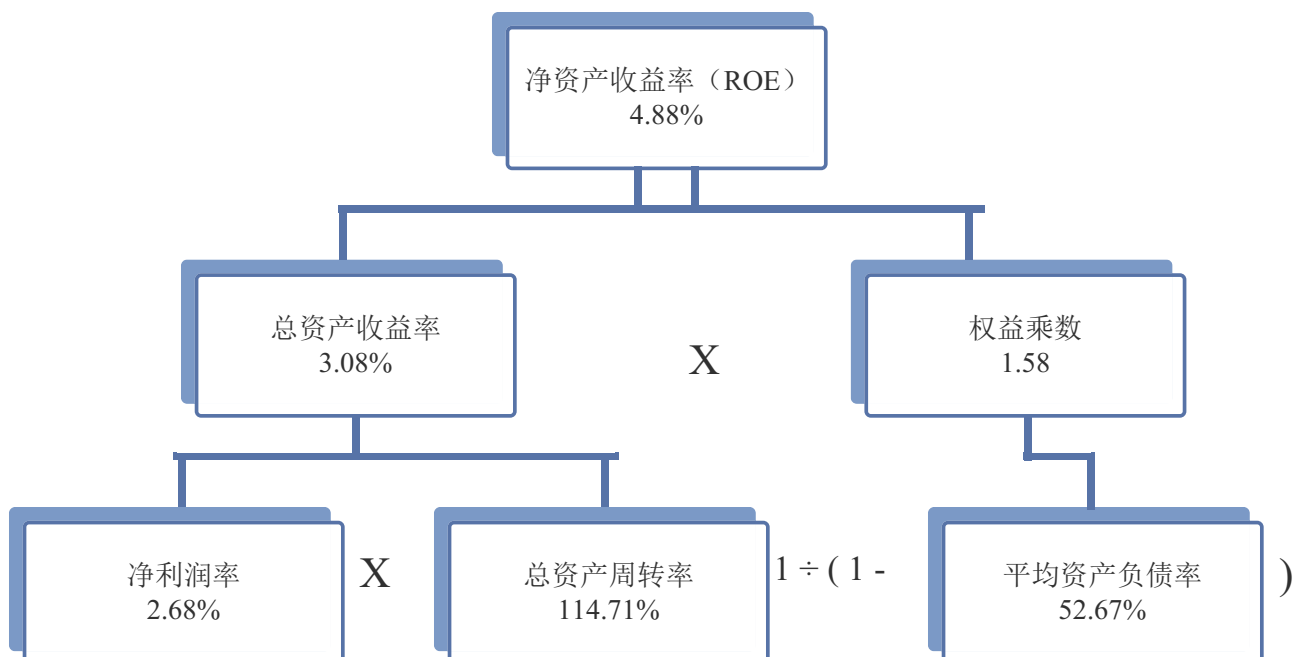 净资产收益率（ROE）
4.88%
总资产收益率
3.08%
X
权益乘数
1.58
净利润率
2.68%
X
总资产周转率
114.71%
1 ÷ ( 1 -
平均资产负债率
52.67%
)